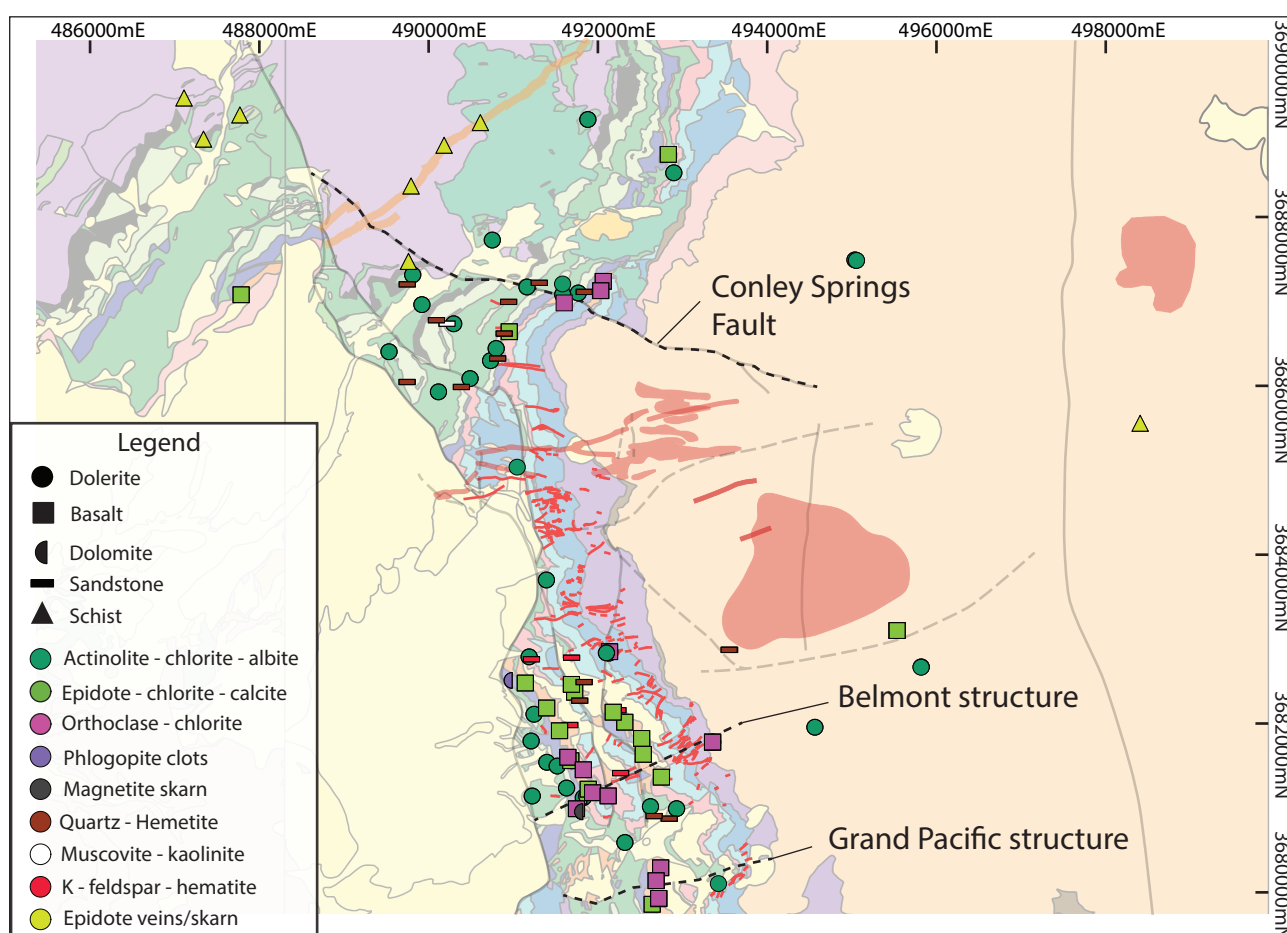 486000mE 488000mE 490000mE 492000mE 494000mE 496000mE 498000mE
3690000mN
3688000mN
Conley Springs
Fault
3686000mN
Legend
Dolerite
Basalt
Dolomite
Sandstone
Schist
Actinolite - chlorite - albite
Epidote - chlorite - calcite
Orthoclase - chlorite
Phlogopite clots
Magnetite skarn
Quartz - Hemetite
Muscovite - kaolinite
K - feldspar - hematite
Epidote veins/skarn
3684000mN
Belmont structure
3682000mN
Grand Pacific structure
3680000mN